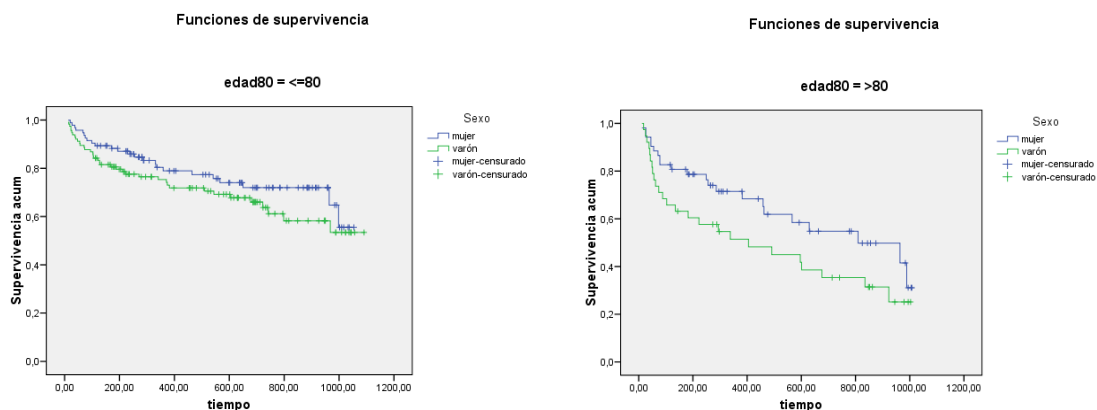 Funciones de supervivencia
edad80 = <=80
Supervivencia acum
1,0
0,8
0,6
0,4
0,2
0,0
0,00
200,00
400,00
600,00
800,00
1000,00
1200,00
tiempo
Sexo
mujer
varón
mujer-censurado
varón-censurado
Funciones de supervivencia
edad80 = >80
Supervivencia acum
1,0
0,8
0,6
0,4
0,2
0,0
0,00
200,00
400,00
600,00
800,00
1000,00
1200,00
tiempo
Sexo
mujer
varón
mujer-censurado
varón-censurado